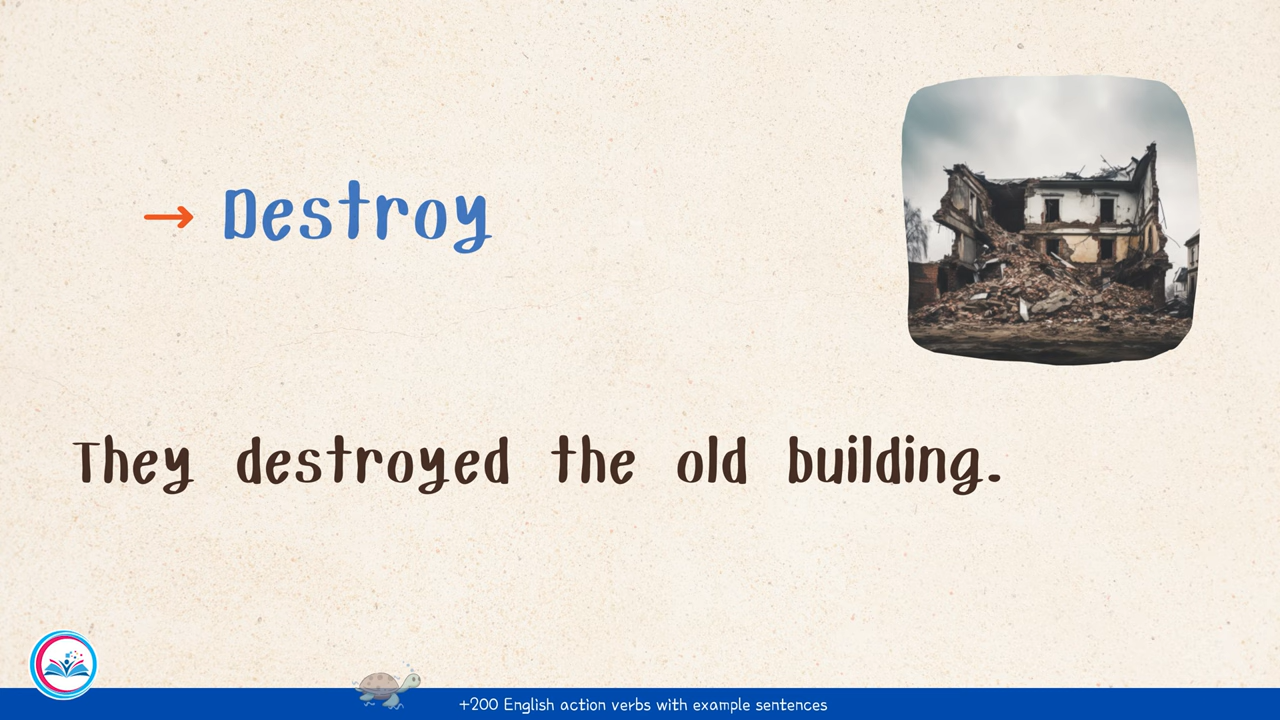 → Destroy
They destroyed the old building.
+200 English action verbs with example sentences